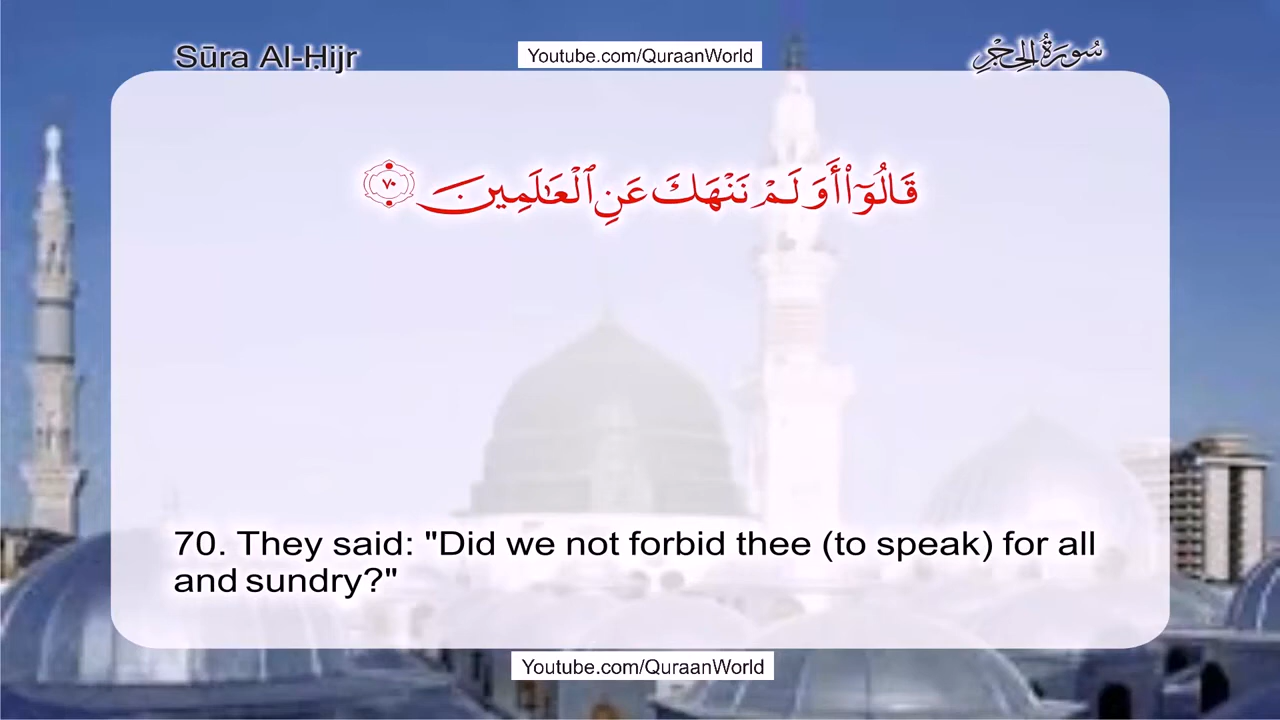 Sūra Al-Ḥijr
Youtube.com/QuraanWorld
سُورَةُ الحِجْرِ
قَالُوٓا۟ أَوَلَمْ نَنْهَكَ عَنِ ٱلْعَـٰلَمِينَ ٧٠
70. They said: "Did we not forbid thee (to speak) for all
and sundry?"
Youtube.com/QuraanWorld